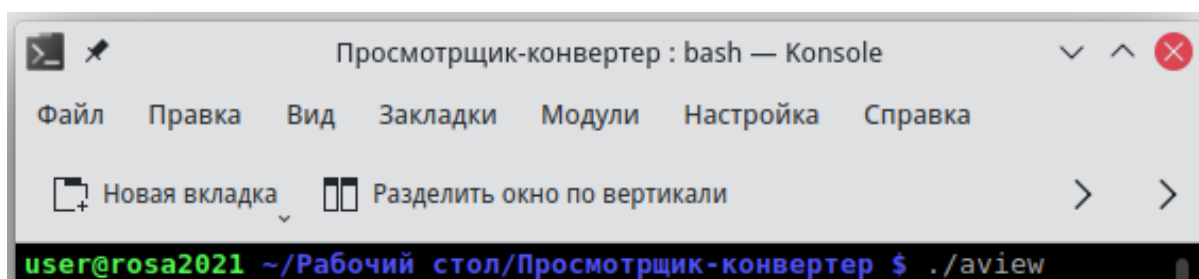 Просмотрщик-конвертер : bash — Konsole
Файл Правка Вид Закладки Модули Настройка Справка
Новая вкладка Разделить окно по вертикали
user@rosa2021 ~/Рабочий стол/Просмотрщик-конвертер $ ./aview